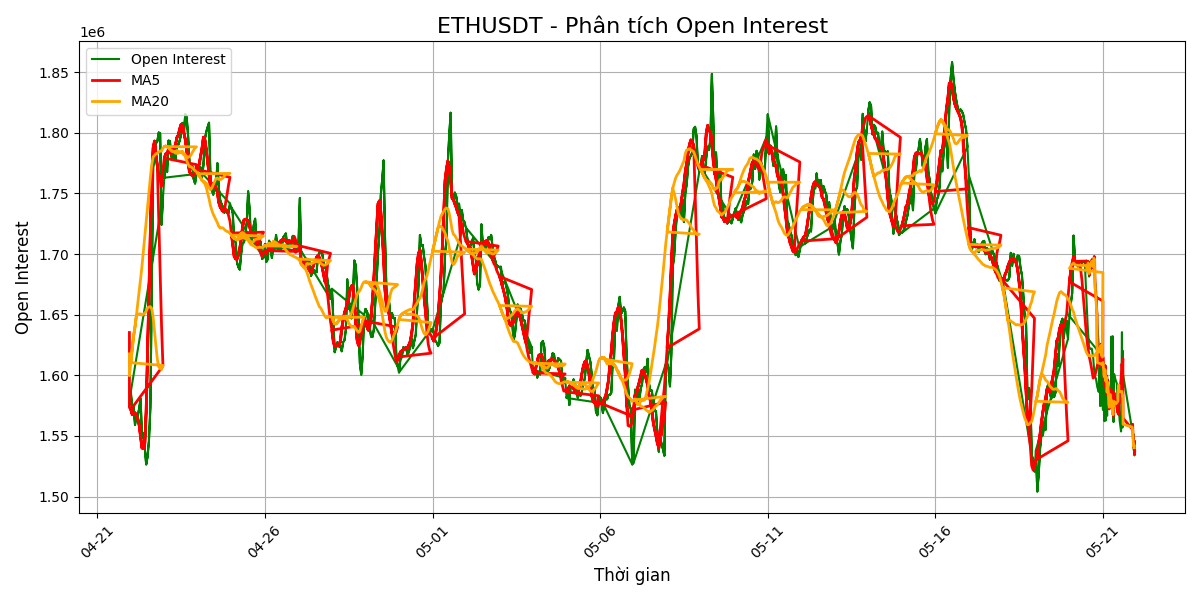 ETHUSDT - Phân tích Open Interest
1e6
Open Interest
MA5
MA20
Open Interest
1.85
1.80
1.75
1.70
1.65
1.60
1.55
1.50
04-21
04-26
05-01
05-06
05-11
05-16
05-21
Thời gian